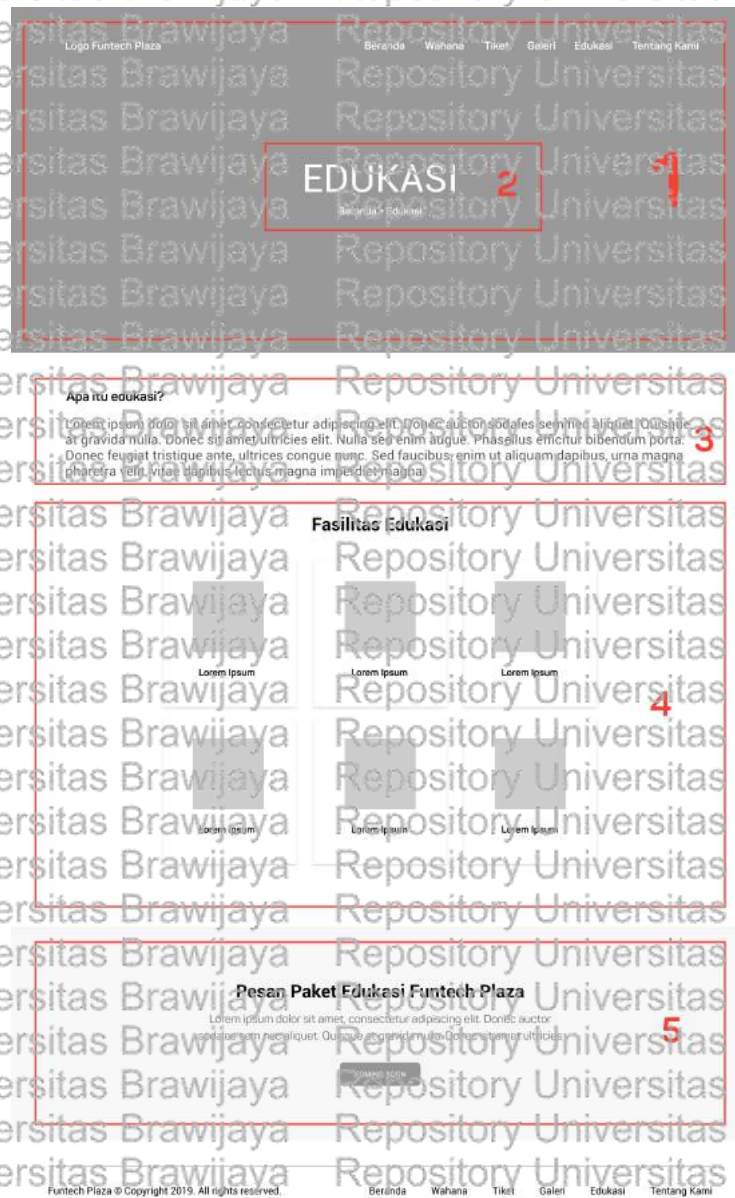 Logo Funtech Plaza Beranda Wahana Tiket Galeri Edukasi Tentang Kami
1
EDUKASI
2
Beranda • Edukasi
Apa itu edukasi?
Lorem ipsum dolor sit amet, consectetur adipiscing elit. Donec auctor sodales sem nec aliquet. Quisque
at gravida nulla. Donec sit amet ultricies elit. Nulla sed enim augue. Phasellus efficitur bibendum porta.
Donec feugiat tristique ante, ultrices congue nunc. Sed faucibus, enim ut aliquam dapibus, urna magna
pharetra velit, vitae dapibus lectus magna imperdiet magna.
3
Fasilitas Edukasi
Lorem Ipsum Lorem Ipsum Lorem Ipsum
4
Lorem Ipsum Lorem Ipsum Lorem Ipsum
Pesan Paket Edukasi Funtech Plaza
Lorem ipsum dolor sit amet, consectetur adipiscing elit. Donec auctor
sodales sem nec aliquet. Quisque at gravida nulla. Donec sit amet ultricies
5
COMING SOON
Funtech Plaza © Copyright 2019. All rights reserved. Beranda Wahana Tiket Galeri Edukasi Tentang Kami
Repository Universitas Brawijaya